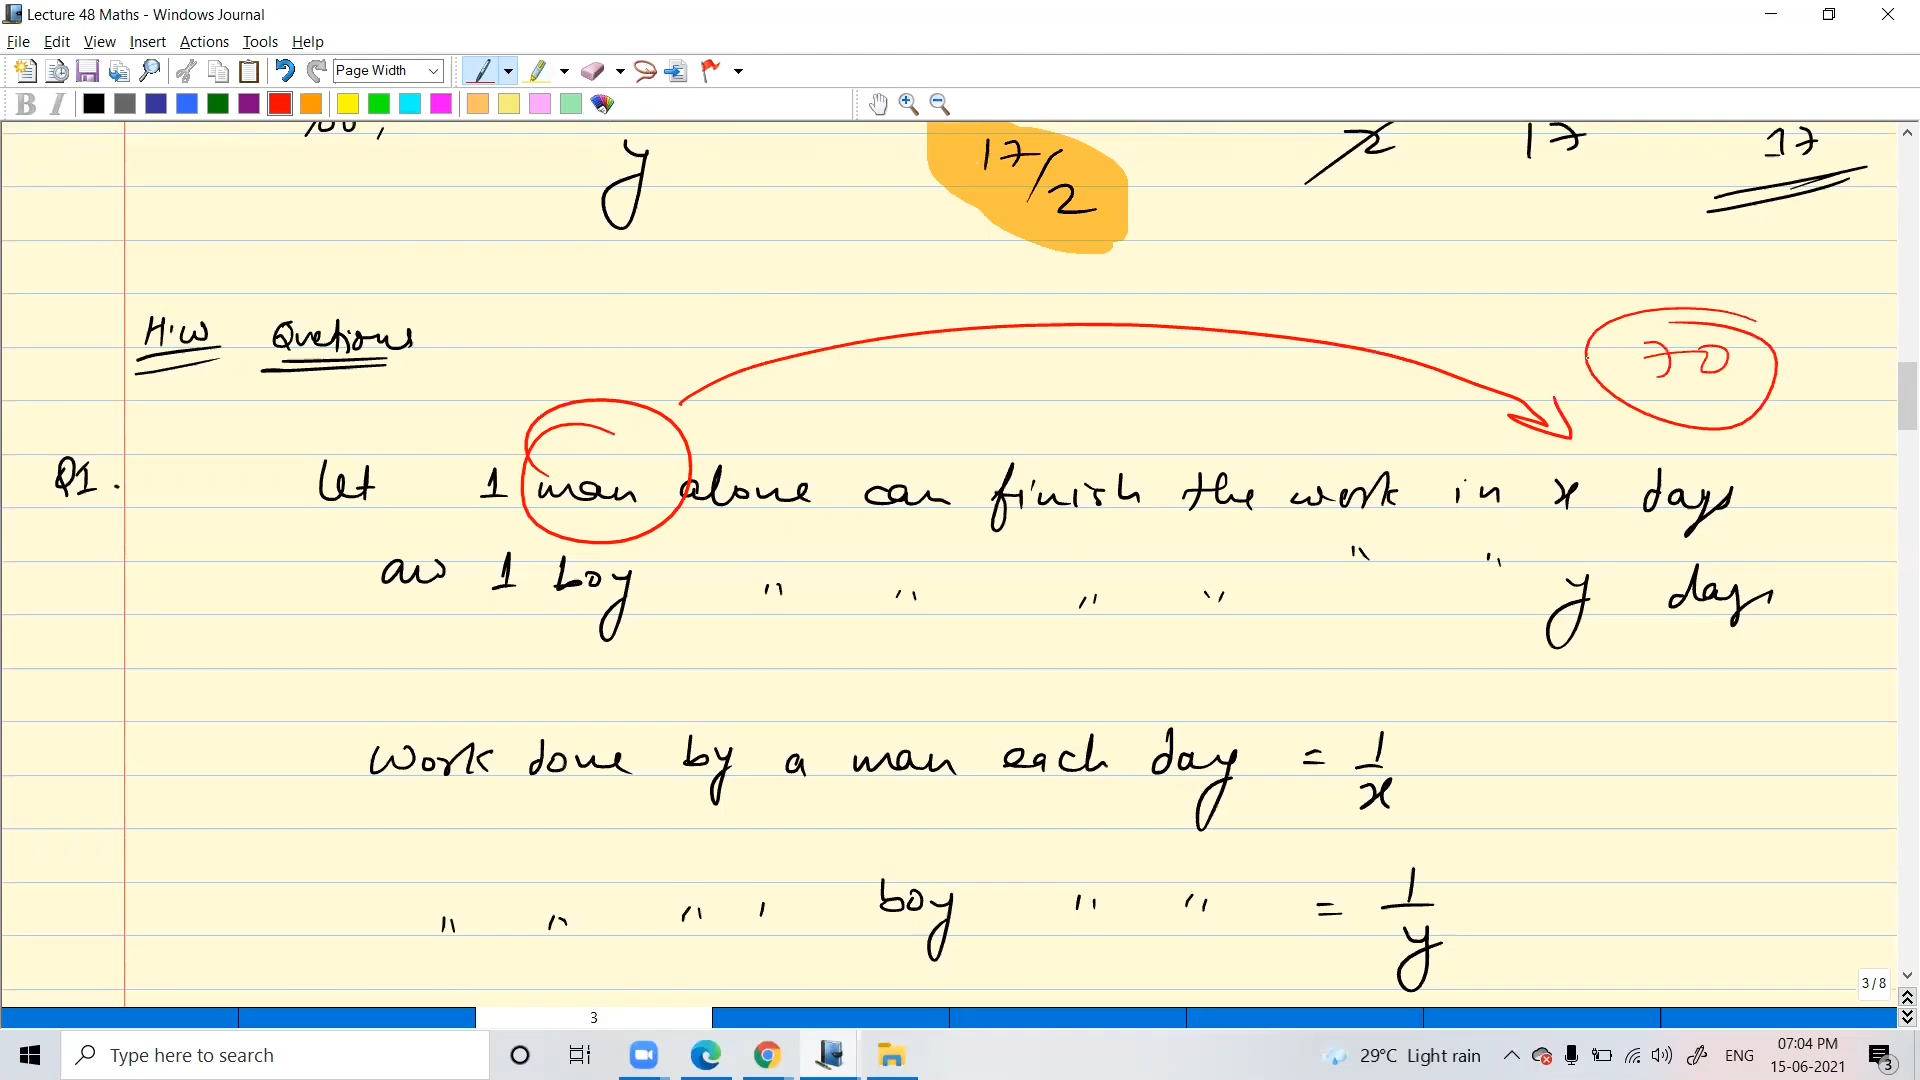 Lecture 48 Maths - Windows Journal
File Edit View Insert Actions Tools Help
Page Width
B I
y 17/2 2 17 17
H.W Questions
70
Q1. Let 1 man alone can finish the work in x days
1 boy " " " " " " y days
Work done by a man each day = 1/x
" " " ' boy " " = 1/y
3 / 8
3
Type here to search
29°C Light rain ENG 07:04 PM
15-06-2021
3